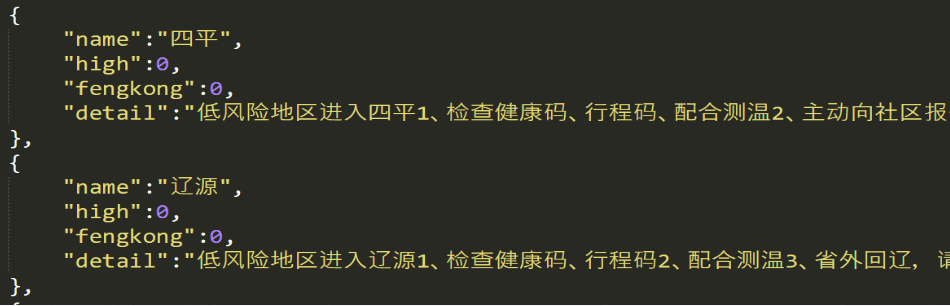 {
"name":"四平",
"high":0,
"fengkong":0,
"detail":"低风险地区进入四平1、检查健康码、行程码、配合测温2、主动向社区报
},
{
"name":"辽源",
"high":0,
"fengkong":0,
"detail":"低风险地区进入辽源1、检查健康码、行程码2、配合测温3、省外回辽, 请
},